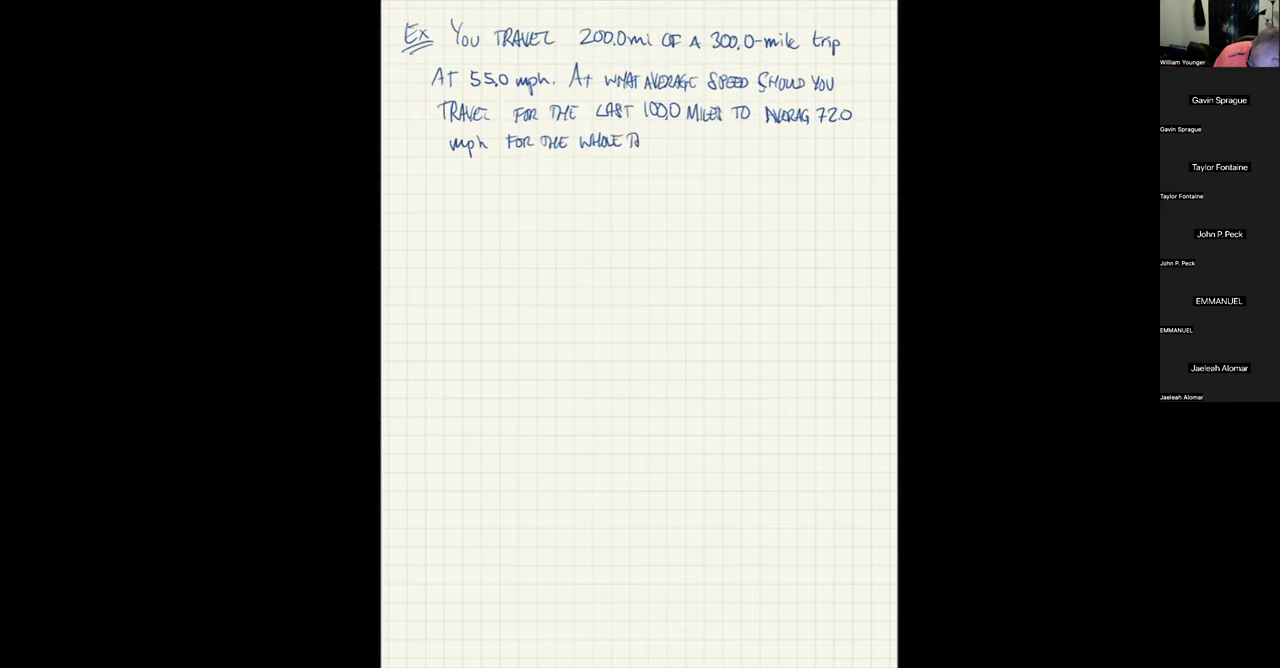 Ex You TRAVEL 200.0mi OF A 300.0-mile trip
At 55.0 mph. At WHAT AVERAGE SPEED SHOULD YOU
TRAVEL FOR THE LAST 100.0 MILES TO AVERAG 72.0
mph FOR THE WHOLE
William Younger
Gavin Sprague
Gavin Sprague
Taylor Fontaine
Taylor Fontaine
John P. Peck
John P. Peck
EMMANUEL
EMMANUEL
Jaeleah Alomar
Jaeleah Alomar